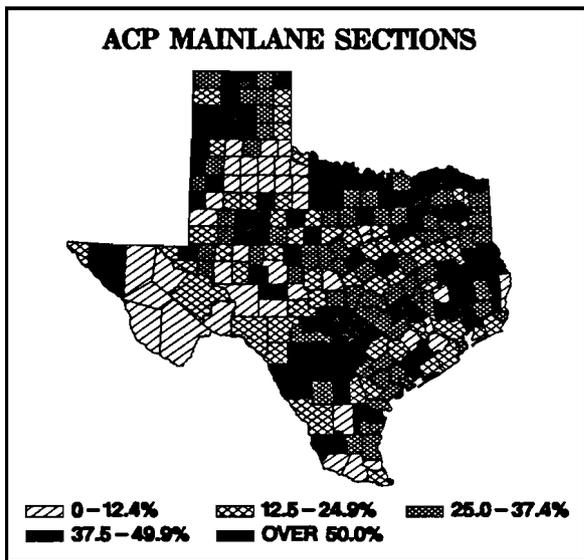 ACP MAINLANE SECTIONS
0-12.4% 12.5-24.9% 25.0-37.4%
37.5-49.9% OVER 50.0%